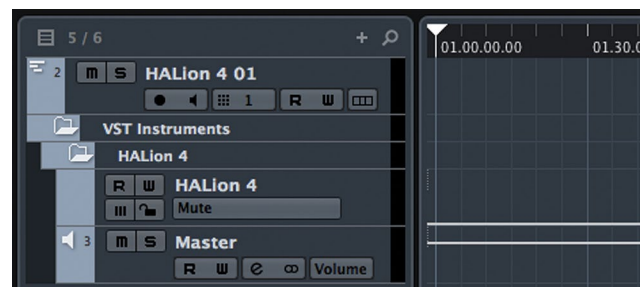 5 / 6
01.00.00.00
01.30.0
2 m S HALion 4 01
1 R W
VST Instruments
HALion 4
R W HALion 4
Mute
3 m S Master
R W e Volume